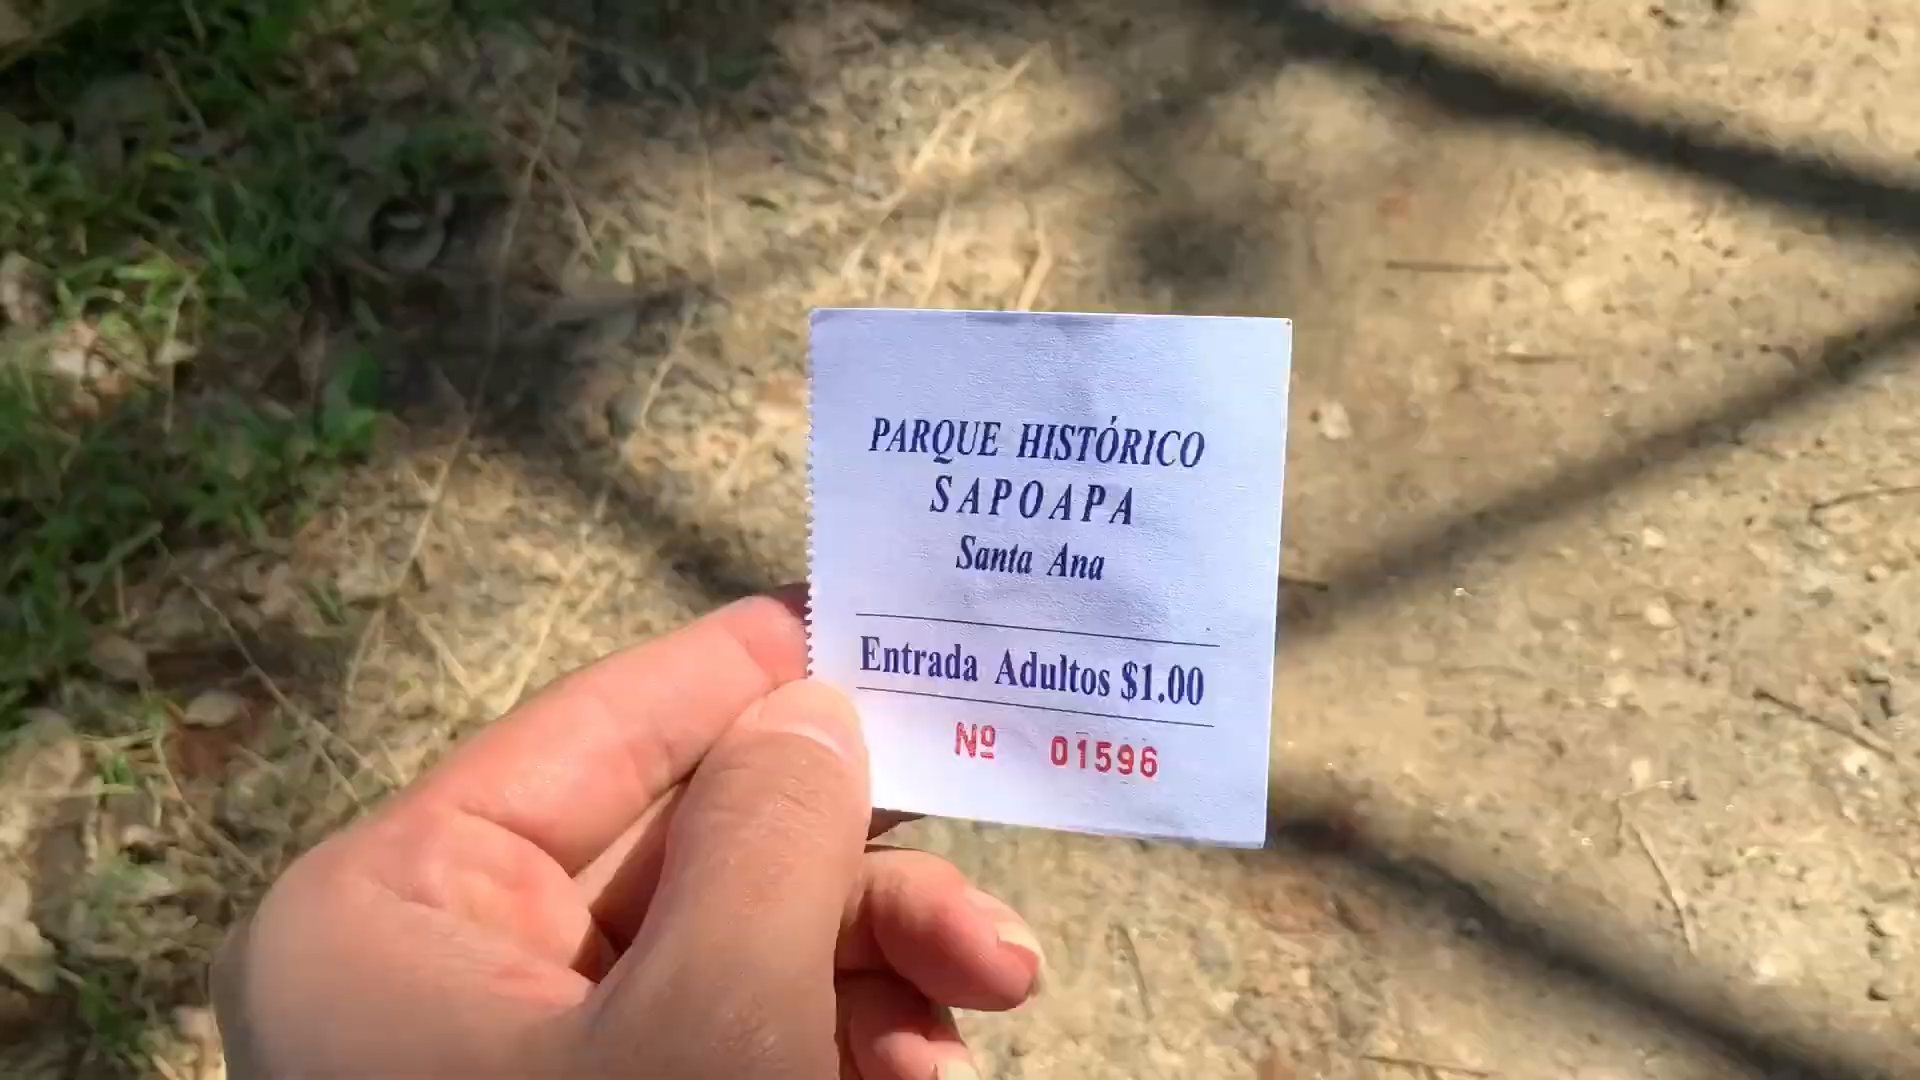 PARQUE HISTÓRICO
SAPOAPA
Santa Ana
Entrada Adultos $1.00
Nº 01596